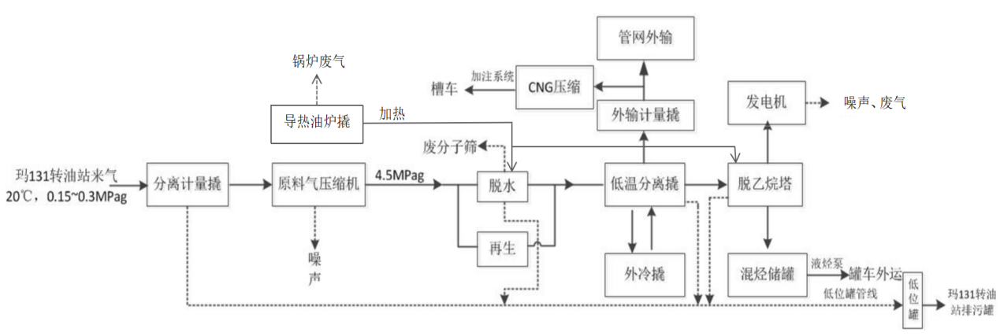 管网外输
锅炉废气
加注系统
槽车
CNG压缩
发电机
噪声、废气
导热油炉撬
加热
外输计量撬
废分子筛
玛131转油站来气
20℃，0.15~0.3MPag
分离计量撬
原料气压缩机
4.5MPag
脱水
低温分离撬
脱乙烷塔
再生
噪
声
外冷撬
混烃储罐
液烃泵
罐车外运
低位罐管线
低
位
罐
玛131转油
站排污罐